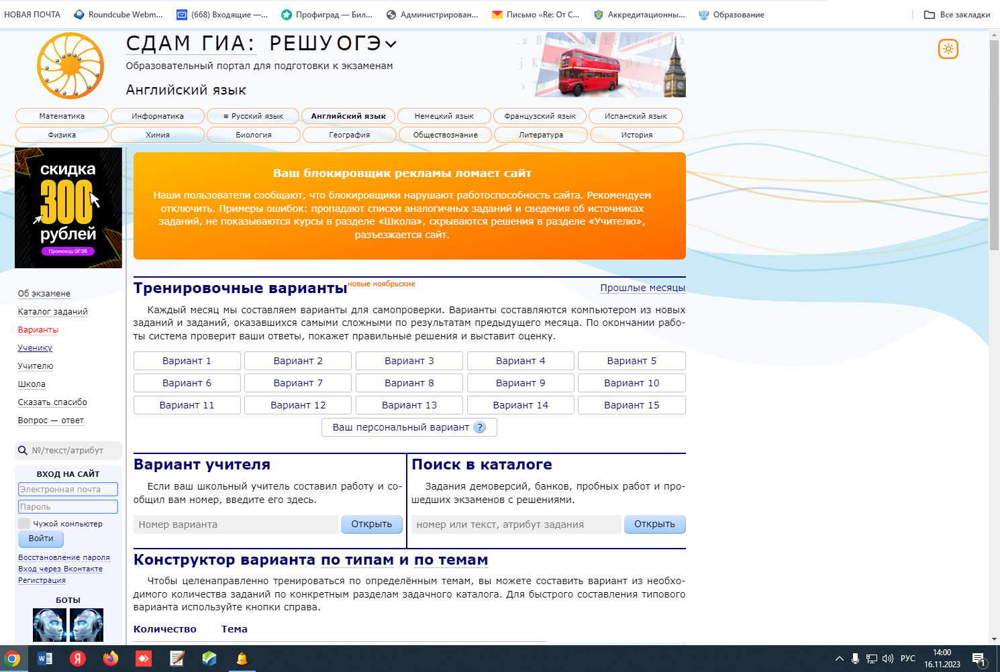 НОВАЯ ПОЧТА
Roundcube Webm...
(668) Входящие —...
Профиград — Бил...
Администрирован...
Письмо «Re: От С...
Аккредитационны...
Образование
Все закладки
СДАМ ГИА: РЕШУ ОГЭ
Образовательный портал для подготовки к экзаменам
Английский язык
Математика
Информатика
≡ Русский язык
Английский язык
Немецкий язык
Французский язык
Испанский язык
Физика
Химия
Биология
География
Обществознание
Литература
История
скидка
300
рублей
Промокод ОГЭ5
Ваш блокировщик рекламы ломает сайт
Наши пользователи сообщают, что блокировщики нарушают работоспособность сайта. Рекомендуем
отключить. Примеры ошибок: пропадают списки аналогичных заданий и сведения об источниках
заданий, не показываются курсы в разделе «Школа», скрываются решения в разделе «Учителю»,
разъезжается сайт.
Об экзамене
Каталог заданий
Варианты
Ученику
Учителю
Школа
Сказать спасибо
Вопрос — ответ
№/текст/атрибут
ВХОД НА САЙТ
Электронная почта
Пароль
Чужой компьютер
Войти
Восстановление пароля
Вход через Вконтакте
Регистрация
БОТЫ
Тренировочные варианты новые ноябрьские
Прошлые месяцы
Каждый месяц мы составляем варианты для самопроверки. Варианты составляются компьютером из новых
заданий и заданий, оказавшихся самыми сложными по результатам предыдущего месяца. По окончании рабо-
ты система проверит ваши ответы, покажет правильные решения и выставит оценку.
Вариант 1
Вариант 2
Вариант 3
Вариант 4
Вариант 5
Вариант 6
Вариант 7
Вариант 8
Вариант 9
Вариант 10
Вариант 11
Вариант 12
Вариант 13
Вариант 14
Вариант 15
Ваш персональный вариант ?
Вариант учителя
Если ваш школьный учитель составил работу и со-
общил вам номер, введите его здесь.
Номер варианта
Открыть
Поиск в каталоге
Задания демоверсий, банков, пробных работ и про-
шедших экзаменов с решениями.
номер или текст, атрибут задания
Открыть
Конструктор варианта по типам и по темам
Чтобы целенаправленно тренироваться по определённым темам, вы можете составить вариант из необхо-
димого количества заданий по конкретным разделам задачного каталога. Для быстрого составления типового
варианта используйте кнопки справа.
Количество
Тема
РУС
14:00
16.11.2023
1